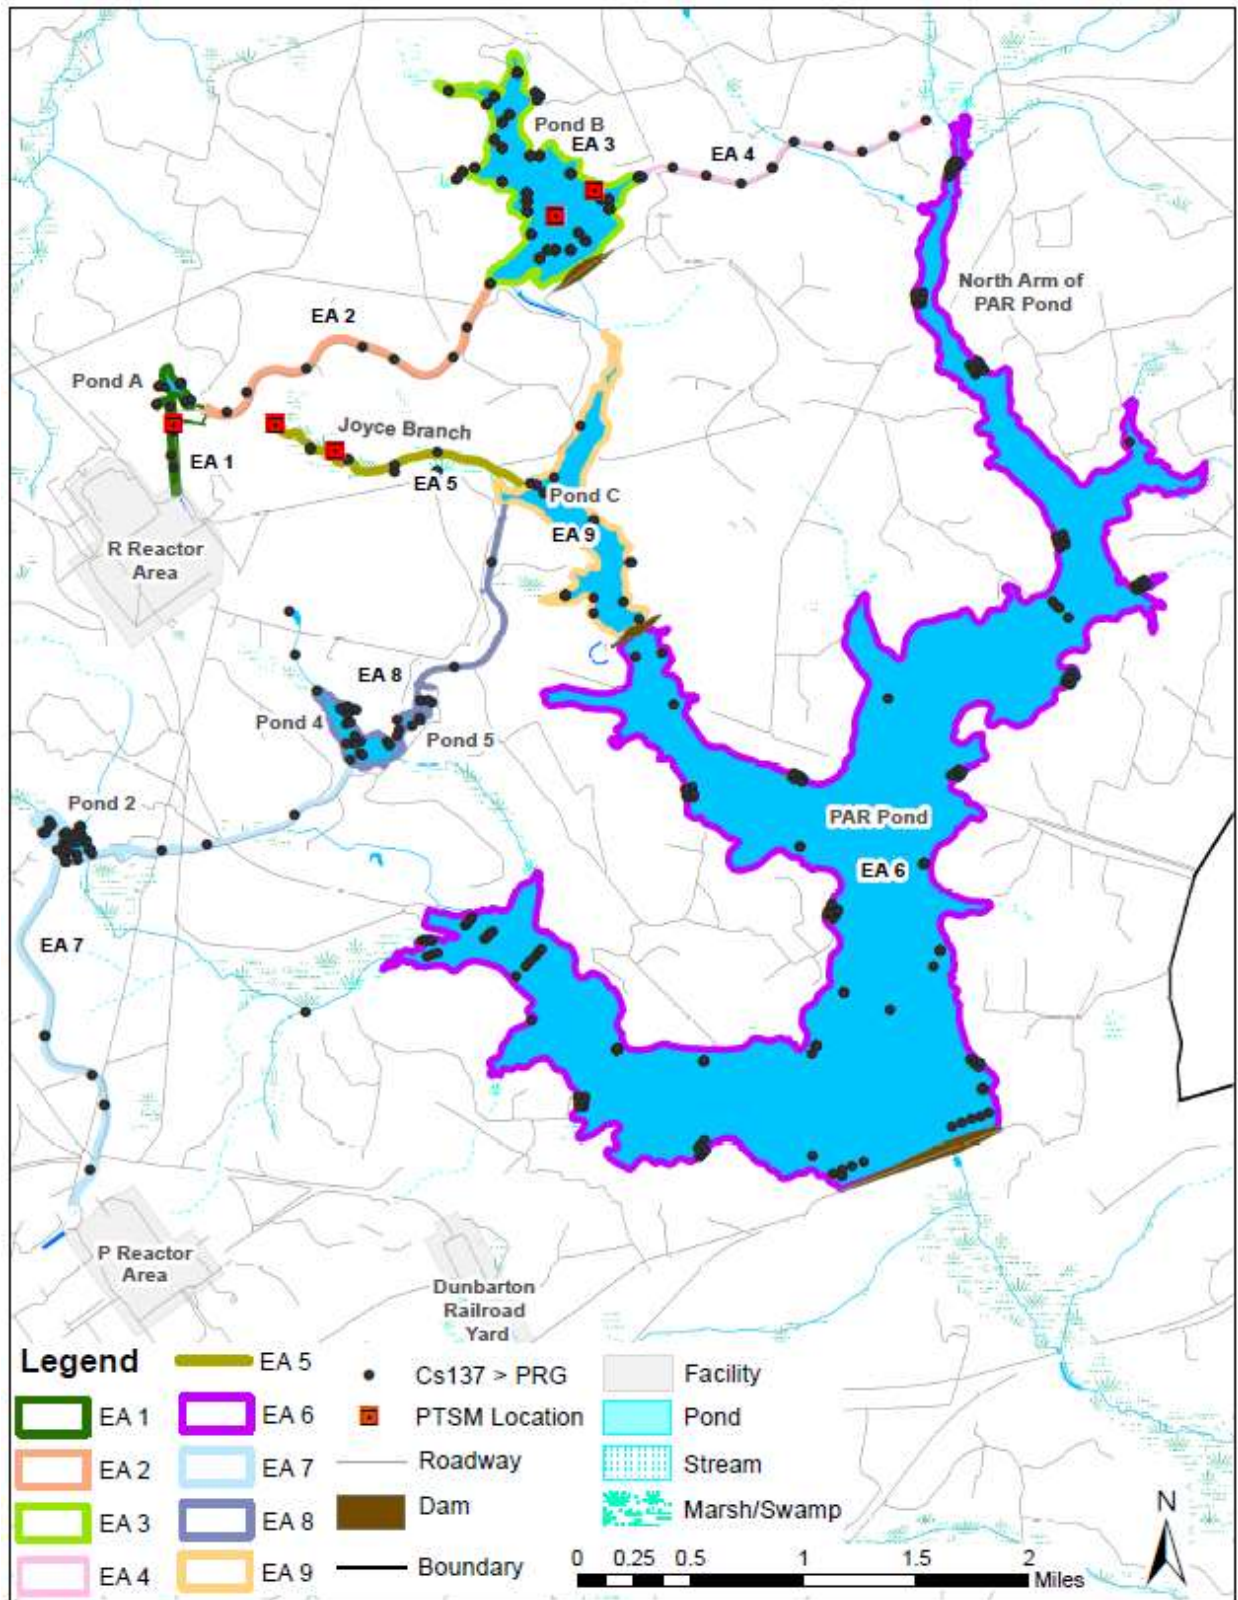 Pond B
EA 3
EA 4
North Arm of
PAR Pond
EA 2
Pond A
Joyce Branch
EA 1
EA 5
Pond C
EA 9
R Reactor
Area
EA 8
Pond 4
Pond 5
Pond 2
PAR Pond
EA 6
EA 7
P Reactor
Area
Dunbarton
Railroad
Yard
Legend
EA 1
EA 2
EA 3
EA 4
EA 5
EA 6
EA 7
EA 8
EA 9
Cs137 > PRG
PTSM Location
Roadway
Dam
Boundary
Facility
Pond
Stream
Marsh/Swamp
N
0 0.25 0.5 1 1.5 2
Miles